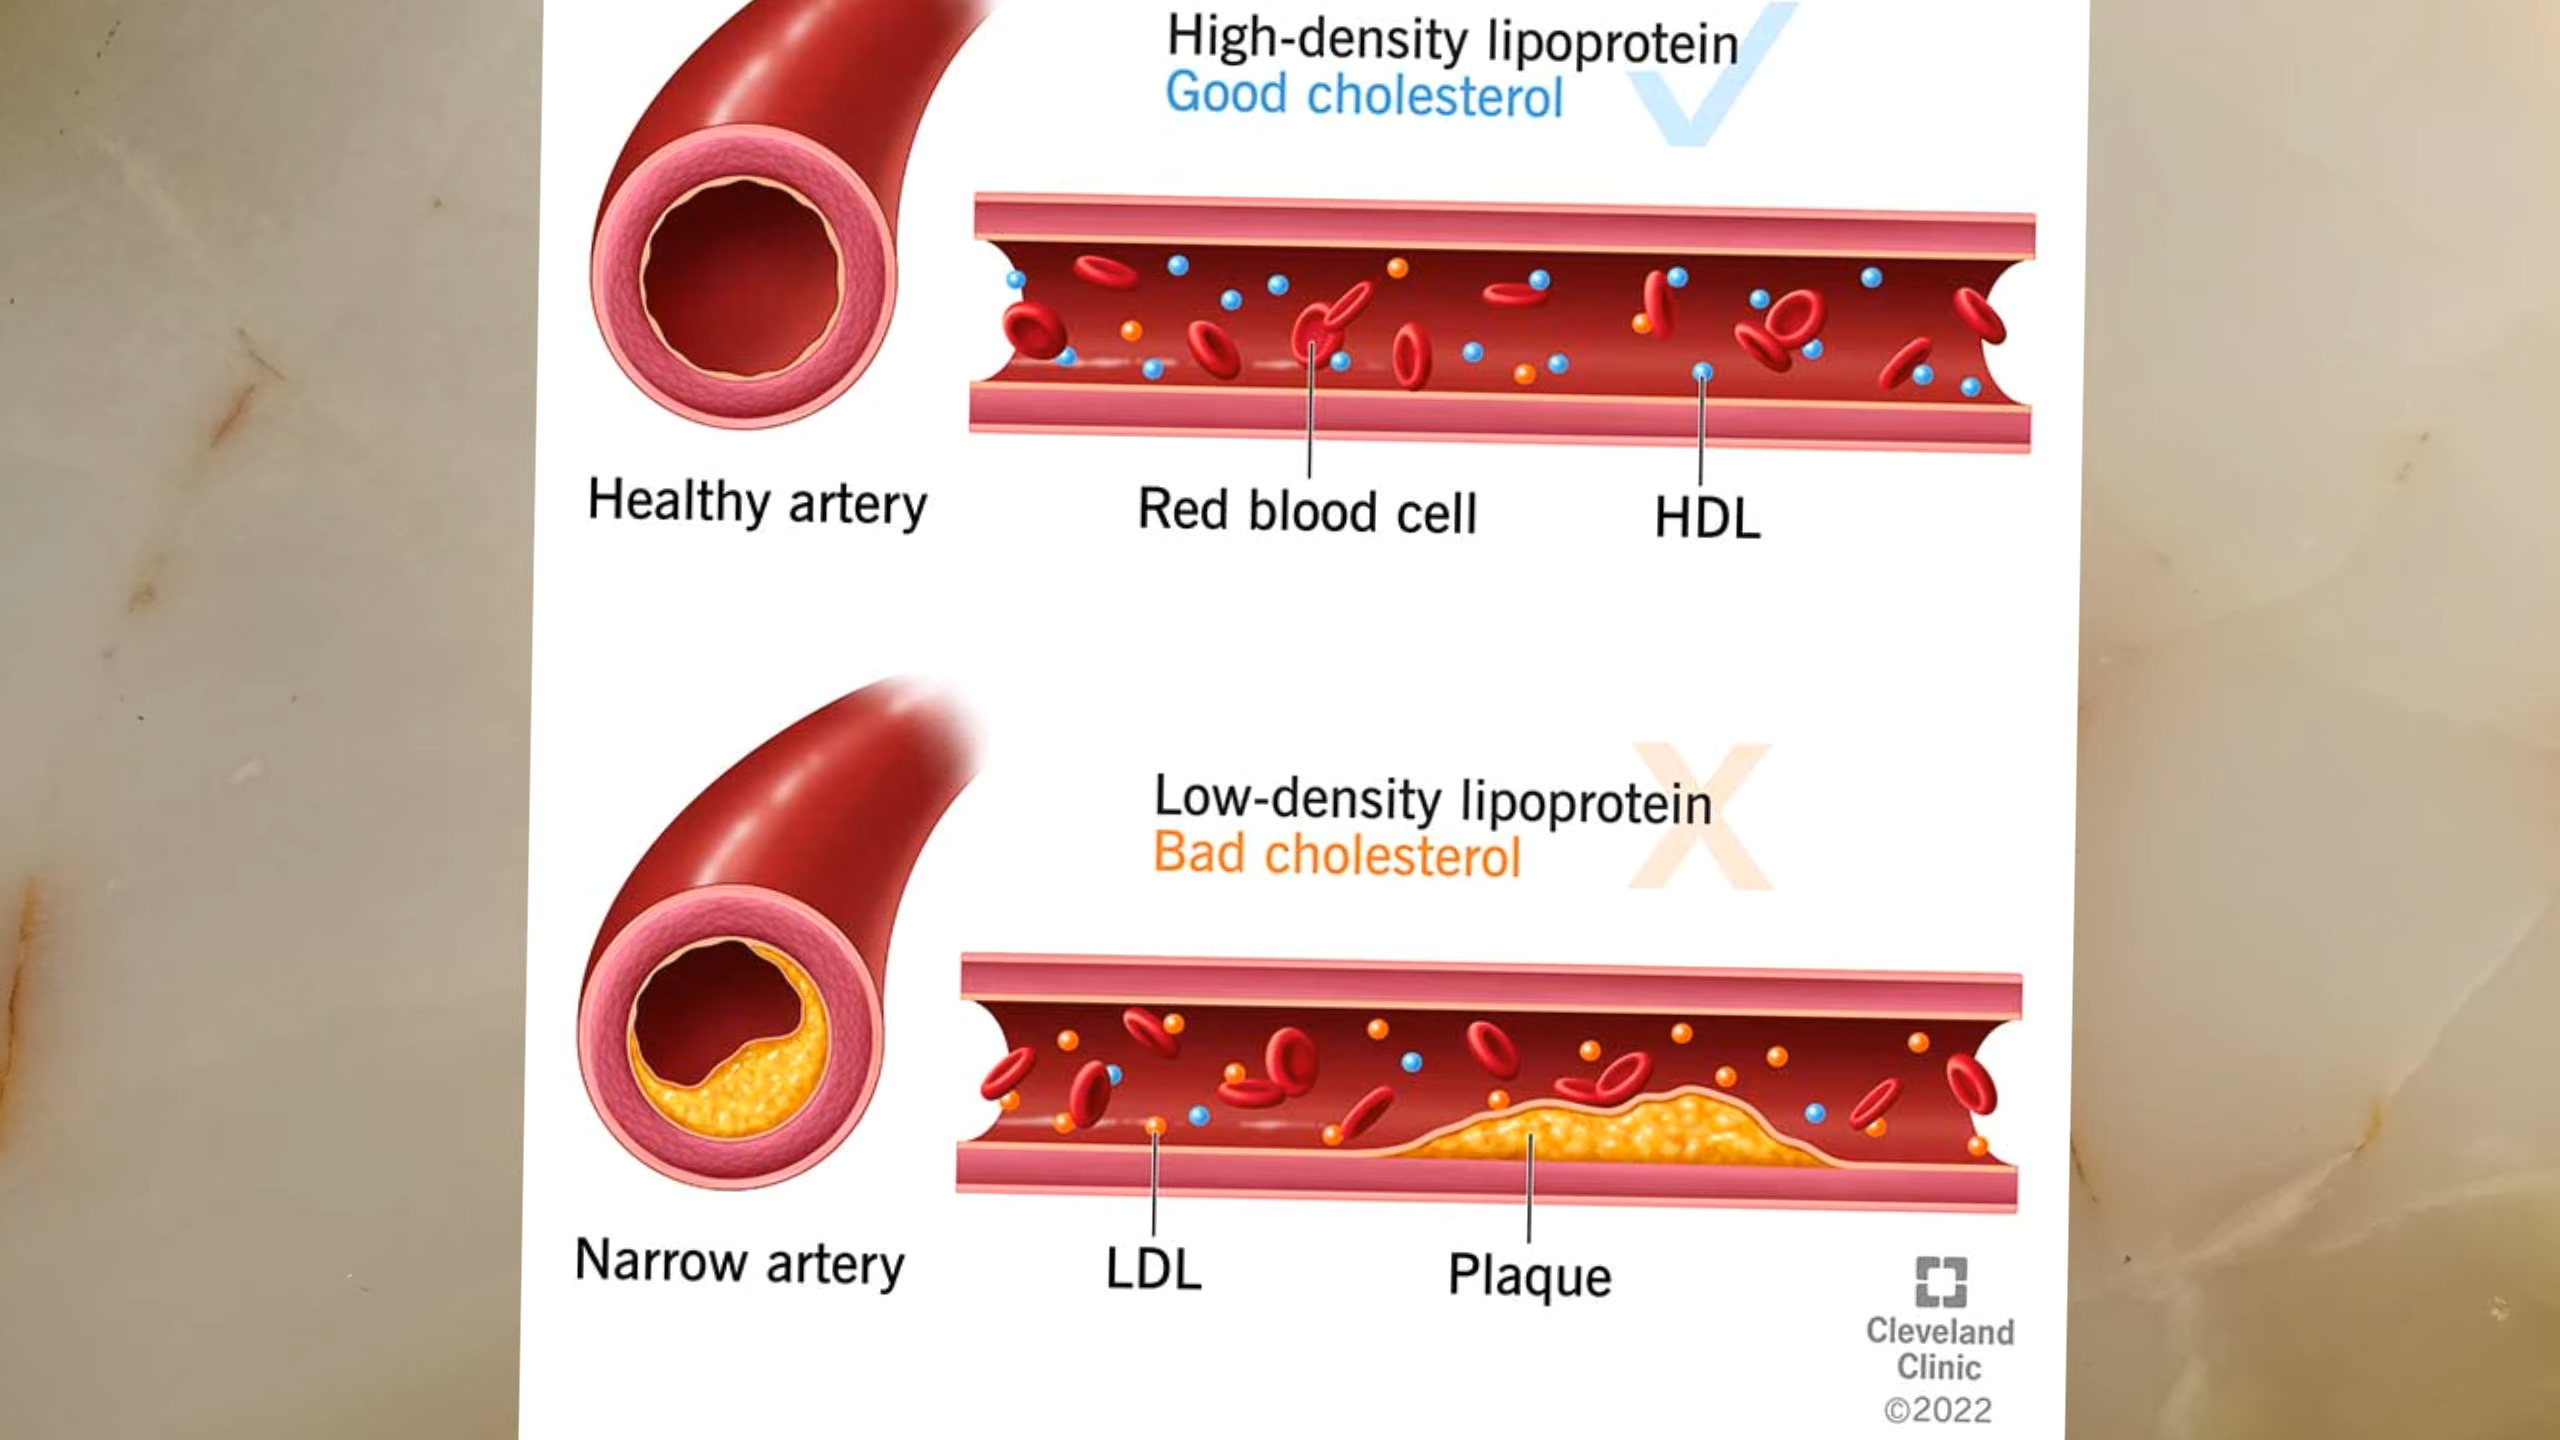 High-density lipoprotein
Good cholesterol
Healthy artery
Red blood cell
HDL
Low-density lipoprotein
Bad cholesterol
Narrow artery
LDL
Plaque
Cleveland
Clinic
©2022